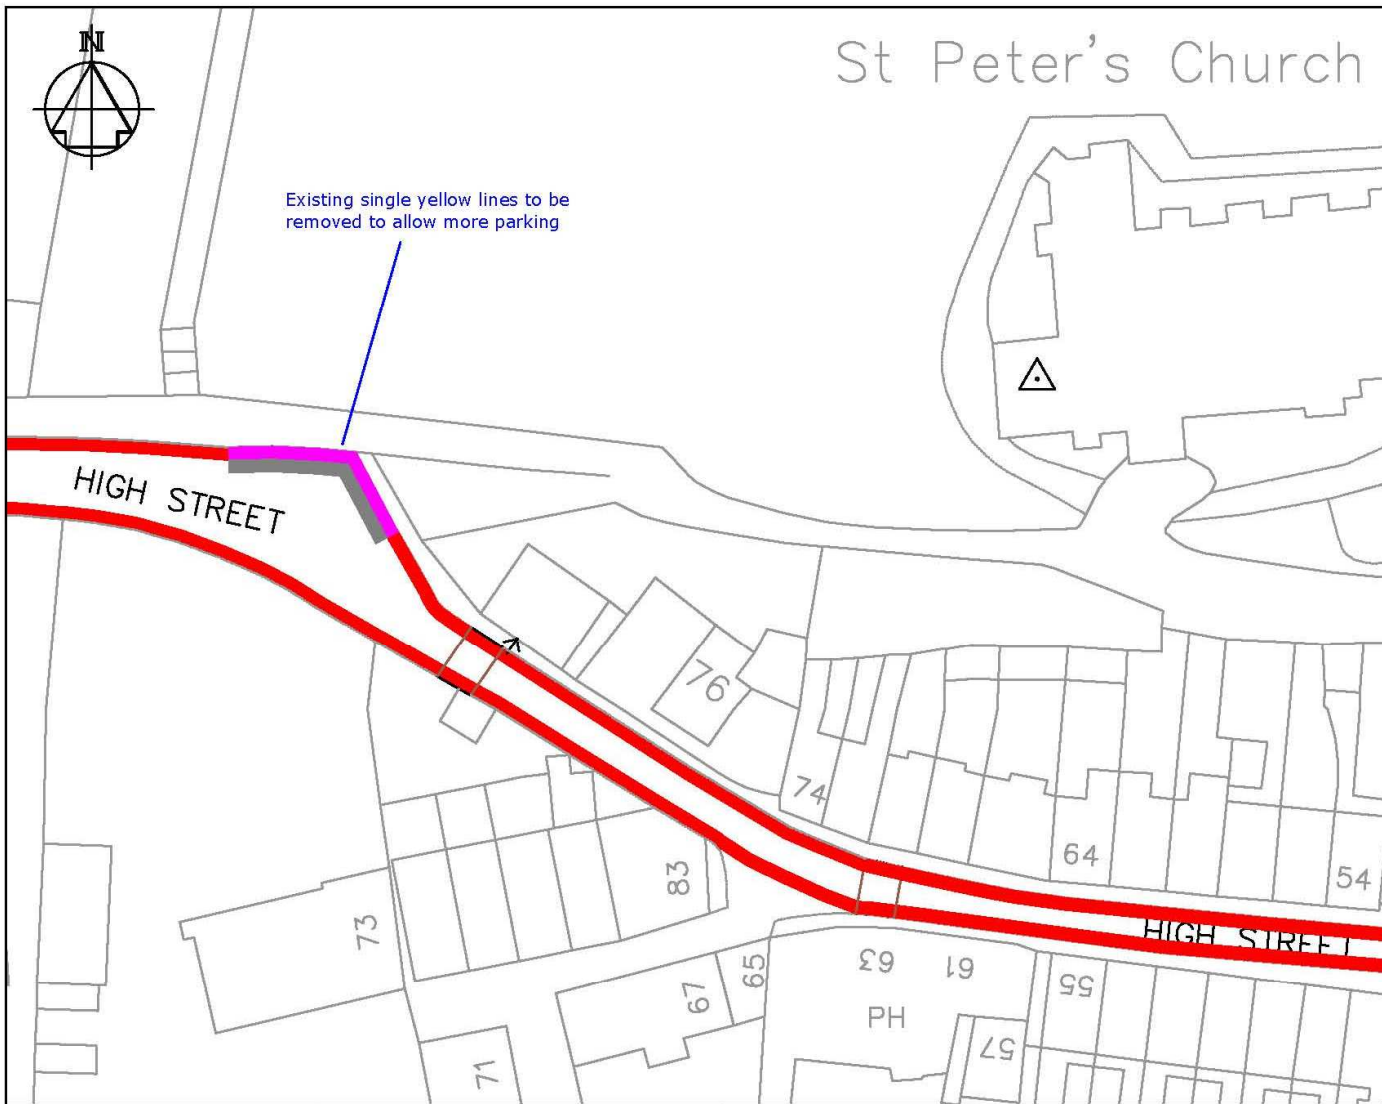 N
St Peter's Church
Existing single yellow lines to be
removed to allow more parking
HIGH STREET
76
74
64
54
83
73
HIGH STREET
63
61
65
67
55
PH
57
71